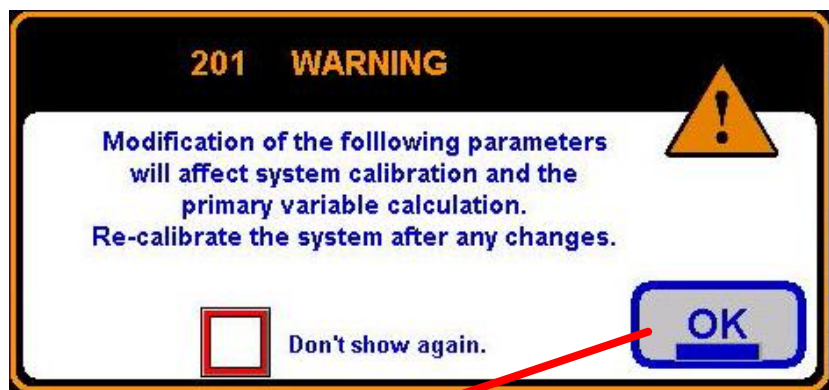 201 WARNING
!
Modification of the folllowing parameters
will affect system calibration and the
primary variable calculation.
Re-calibrate the system after any changes.
Don't show again.
OK